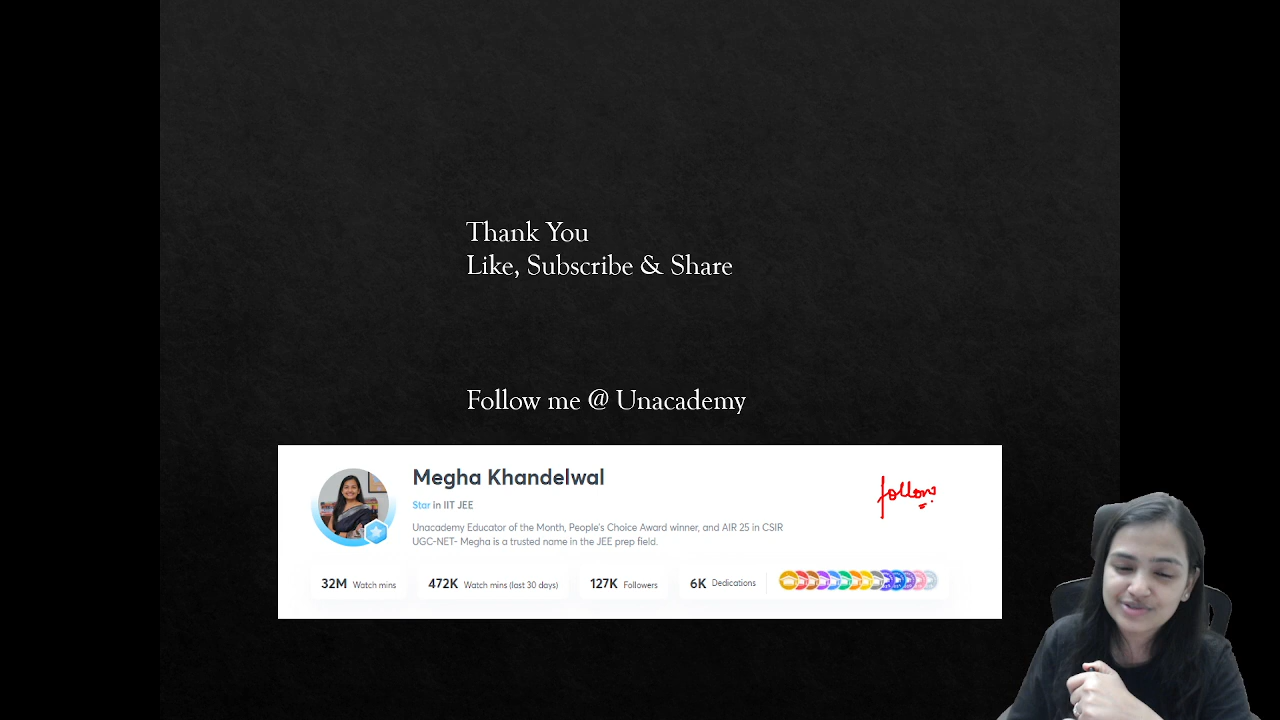 Thank You
Like, Subscribe & Share
Follow me @ Unacademy
Megha Khandelwal
follow
Star in IIT JEE
Unacademy Educator of the Month, People's Choice Award winner, and AIR 25 in CSIR
UGC-NET- Megha is a trusted name in the JEE prep field.
32M Watch mins 472K Watch mins (last 30 days) 127K Followers 6K Dedications